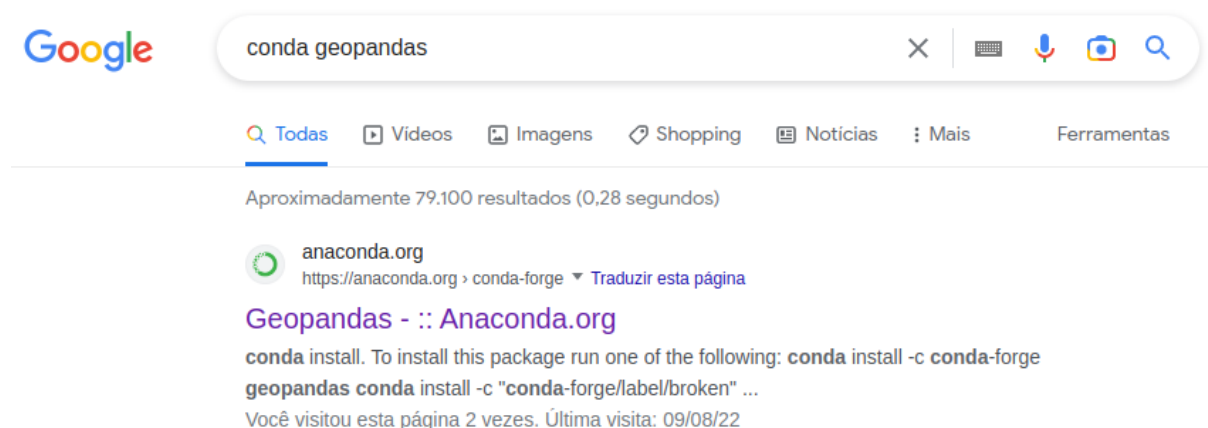 Google
conda geopandas
Todas Vídeos Imagens Shopping Notícias Mais Ferramentas
Aproximadamente 79.100 resultados (0,28 segundos)
anaconda.org
https://anaconda.org › conda-forge Traduzir esta página
Geopandas - :: Anaconda.org
conda install. To install this package run one of the following: conda install -c conda-forge
geopandas conda install -c "conda-forge/label/broken" ...
Você visitou esta página 2 vezes. Última visita: 09/08/22